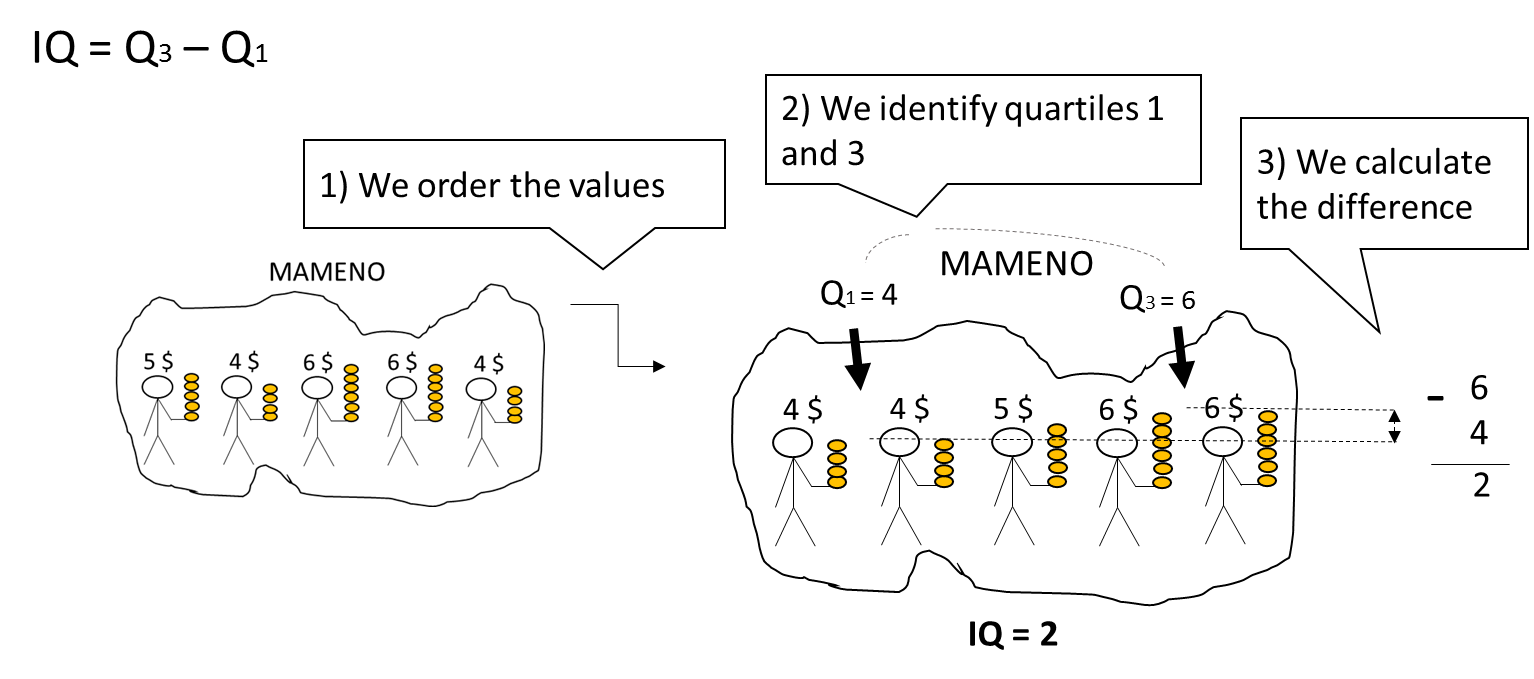 IQ = Q3 – Q1
1) We order the values
2) We identify quartiles 1
and 3
3) We calculate
the difference
MAMENO
5 $ 4 $ 6 $ 6 $ 4 $
MAMENO
Q1 = 4
Q3 = 6
4 $ 4 $ 5 $ 6 $ 6 $
- 6
4
2
IQ = 2